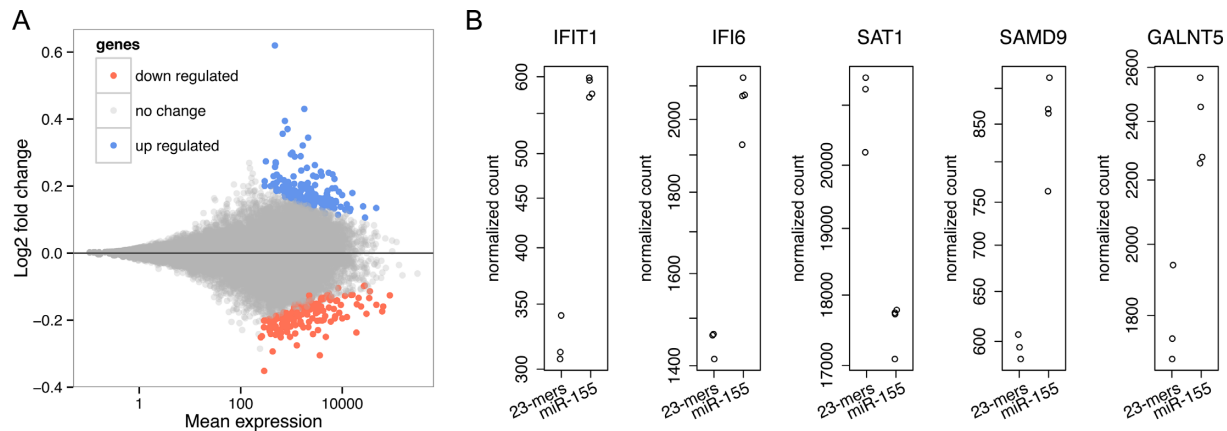 A
genes
down regulated
no change
up regulated
Log2 fold change
0.6
0.4
0.2
0.0
−0.2
−0.4
1
100
10000
Mean expression
B
IFIT1
normalized count
600
500
450
400
350
300
23-mers
miR-155
IFI6
normalized count
2000
1800
1600
1400
23-mers
miR-155
SAT1
normalized count
20000
19000
18000
17000
23-mers
miR-155
SAMD9
normalized count
850
750
700
650
600
23-mers
miR-155
GALNT5
normalized count
2600
2400
2200
2000
1800
23-mers
miR-155